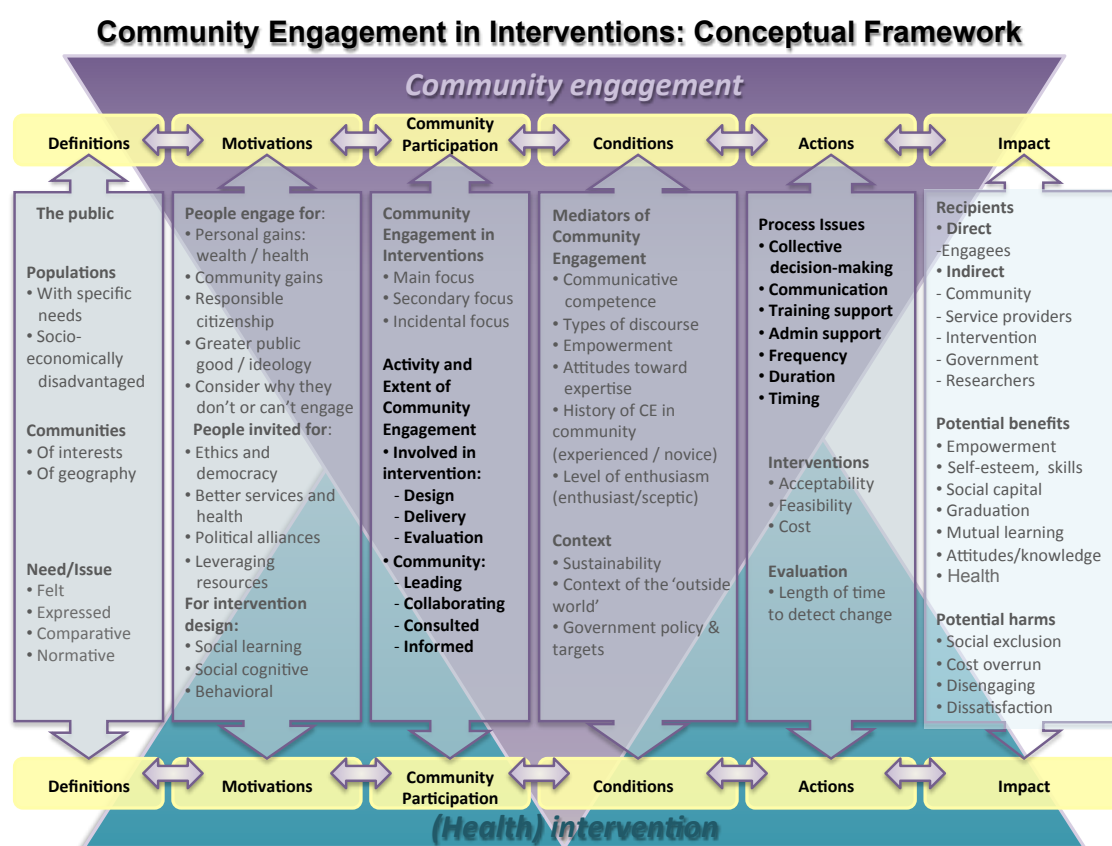 Community Engagement in Interventions: Conceptual Framework
Community engagement
Definitions
Motivations
Community
Participation
Conditions
Actions
Impact
The public
Populations
• With specific
needs
• Socio-
economically
disadvantaged
Communities
• Of interests
• Of geography
Need/Issue
• Felt
• Expressed
• Comparative
• Normative
People engage for:
• Personal gains:
wealth / health
• Community gains
• Responsible
citizenship
• Greater public
good / ideology
• Consider why they
don't or can't engage
People invited for:
• Ethics and
democracy
• Better services and
health
• Political alliances
• Leveraging
resources
For intervention
design:
• Social learning
• Social cognitive
• Behavioral
Community
Engagement in
Interventions
• Main focus
• Secondary focus
• Incidental focus
Activity and
Extent of
Community
Engagement
• Involved in
intervention:
- Design
- Delivery
- Evaluation
• Community:
- Leading
- Collaborating
- Consulted
- Informed
Mediators of
Community
Engagement
• Communicative
competence
• Types of discourse
• Empowerment
• Attitudes toward
expertise
• History of CE in
community
(experienced / novice)
• Level of enthusiasm
(enthusiast/sceptic)
Context
• Sustainability
• Context of the 'outside
world'
• Government policy &
targets
Process Issues
• Collective
decision-making
• Communication
• Training support
• Admin support
• Frequency
• Duration
• Timing
Interventions
• Acceptability
• Feasibility
• Cost
Evaluation
• Length of time
to detect change
Recipients
• Direct
-Engagees
• Indirect
- Community
- Service providers
- Intervention
- Government
- Researchers
Potential benefits
• Empowerment
• Self-esteem, skills
• Social capital
• Graduation
• Mutual learning
• Attitudes/knowledge
• Health
Potential harms
• Social exclusion
• Cost overrun
• Disengaging
• Dissatisfaction
Definitions
Motivations
Community
Participation
Conditions
Actions
Impact
(Health) intervention